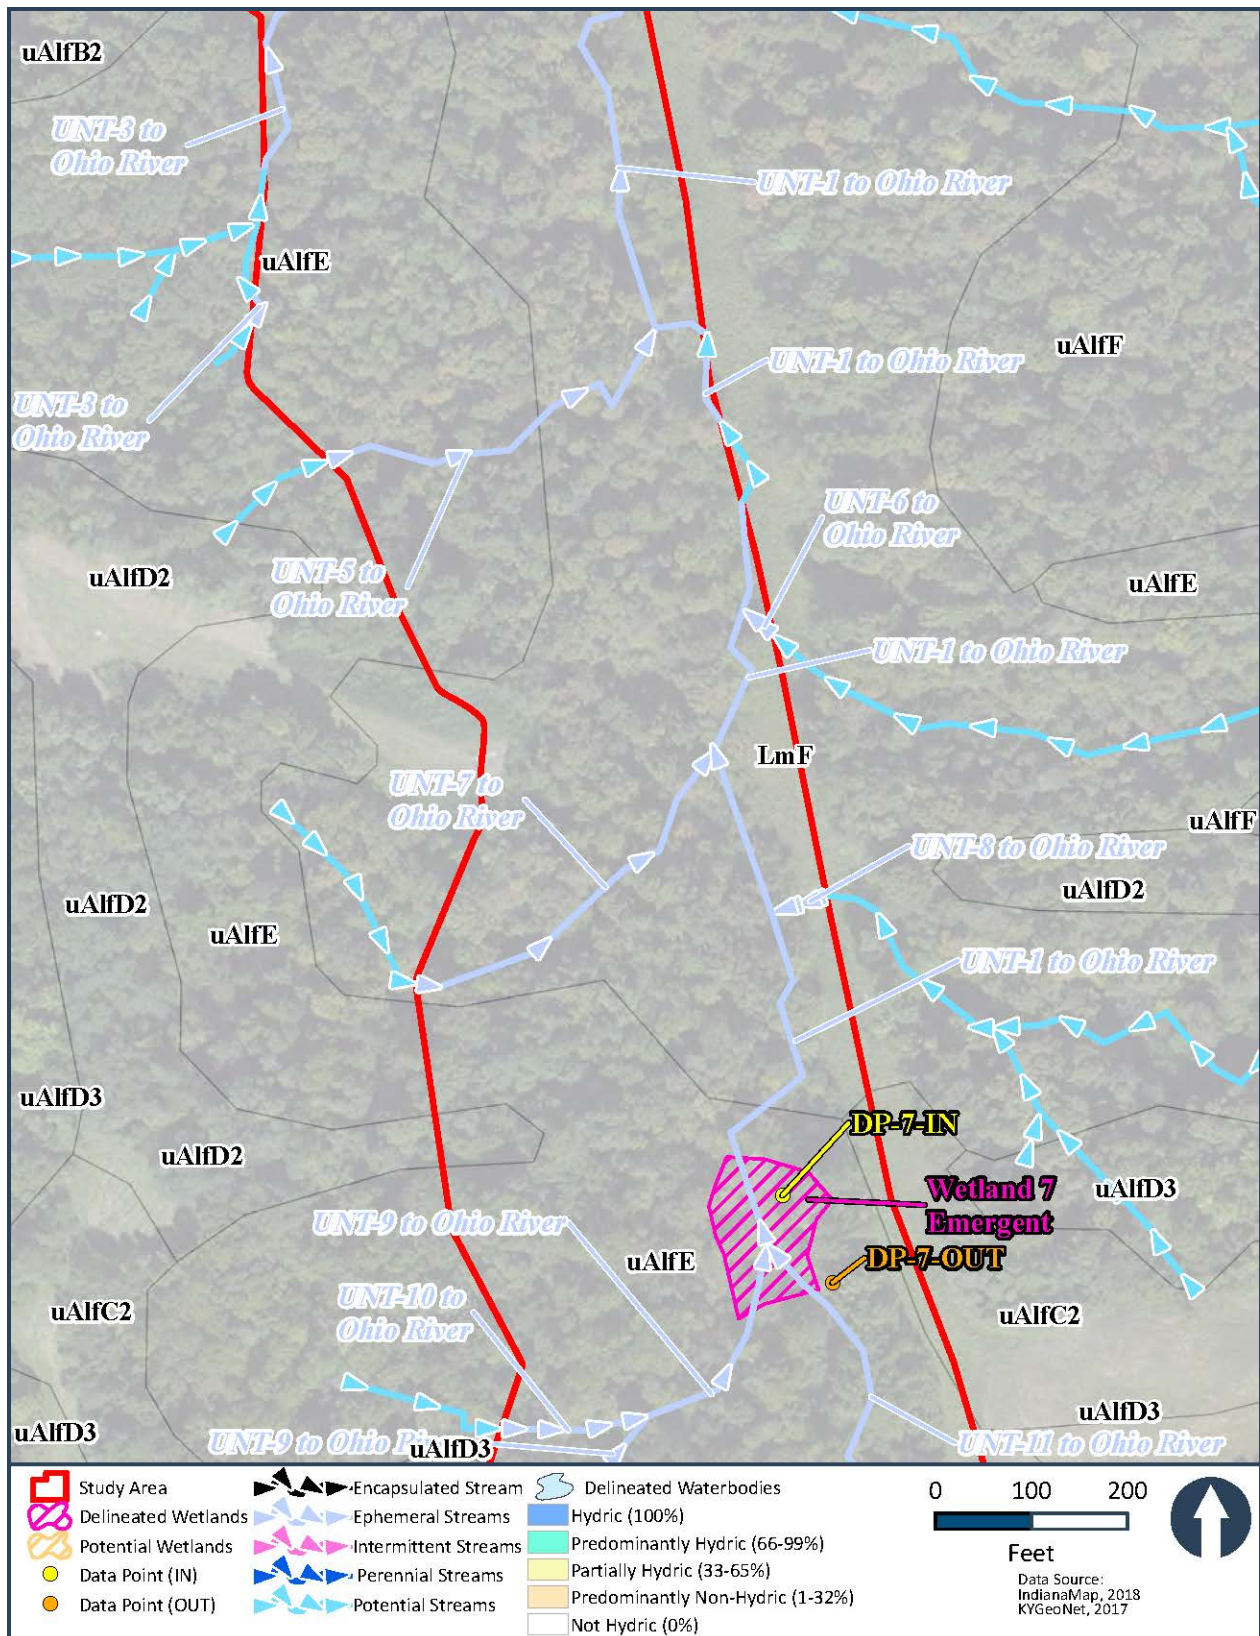 uAlfB2
UNT-3 to
Ohio River
UNT-1 to Ohio River
uAlfE
uAlfF
UNT-1 to Ohio River
UNT-3 to
Ohio River
UNT-6 to
Ohio River
uAlfD2
UNT-5 to
Ohio River
uAlfE
UNT-1 to Ohio River
LmF
UNT-7 to
Ohio River
uAlfF
UNT-8 to Ohio River
uAlfD2
uAlfD2
uAlfE
UNT-1 to Ohio River
uAlfD3
DP-7-IN
uAlfD2
Wetland 7
Emergent
uAlfD3
UNT-9 to Ohio River
uAlfE
DP-7-OUT
UNT-10 to
Ohio River
uAlfC2
uAlfC2
uAlfD3
uAlfD3
UNT-9 to Ohio
uAlfD3
UNT-11 to Ohio River
Study Area
Delineated Wetlands
Potential Wetlands
Data Point (IN)
Data Point (OUT)
Encapsulated Stream
Ephemeral Streams
Intermittent Streams
Perennial Streams
Potential Streams
Delineated Waterbodies
Hydric (100%)
Predominantly Hydric (66-99%)
Partially Hydric (33-65%)
Predominantly Non-Hydric (1-32%)
Not Hydric (0%)
0 100 200
Feet
Data Source:
IndianaMap, 2018
KYGeoNet, 2017